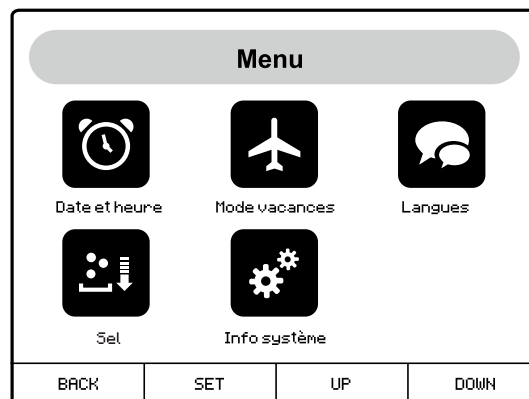 Menu
Date et heure Mode vacances Langues
Sel Info système
BACK SET UP DOWN